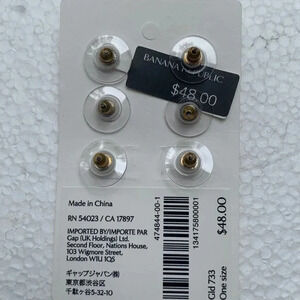 BANANA REPUBLIC
$48.00
Made in China
RN 54023 / CA 17897
IMPORTED BY/IMPORTE PAR
Gap (UK Holdings) Ltd.
Second Floor, Nations House,
103 Wigmore Street,
London W1U 1QS
ギャップジャパン㈱
東京都渋谷区
千駄ヶ谷5-32-10
474844-00-1
134175800001
$48.00
Gld 733
One size